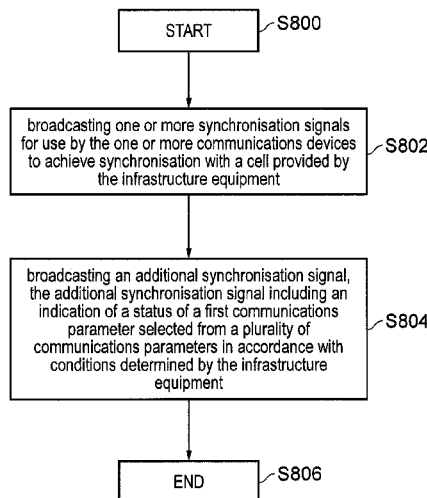 START
S800
broadcasting one or more synchronisation signals
for use by the one or more communications devices
to achieve synchronisation with a cell provided by
the infrastructure equipment
S802
broadcasting an additional synchronisation signal,
the additional synchronisation signal including an
indication of a status of a first communications
parameter selected from a plurality of
communications parameters in accordance with
conditions determined by the infrastructure
equipment
S804
END
S806